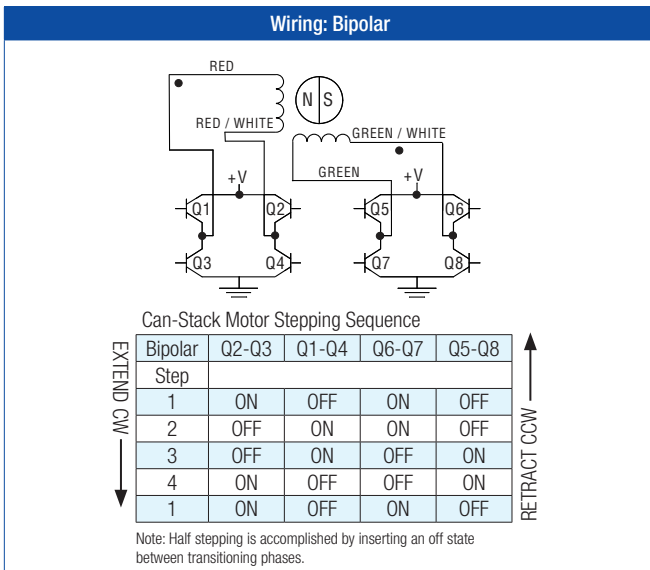 Wiring: Bipolar
RED
N S
RED / WHITE
GREEN / WHITE
GREEN
+V +V
Q1 Q2 Q5 Q6
Q3 Q4 Q7 Q8
Can-Stack Motor Stepping Sequence
EXTEND CW
Bipolar Q2-Q3 Q1-Q4 Q6-Q7 Q5-Q8
Step
1 ON OFF ON OFF
2 OFF ON ON OFF
3 OFF ON OFF ON
4 ON OFF OFF ON
1 ON OFF ON OFF
RETRACT CCW
Note: Half stepping is accomplished by inserting an off state
between transitioning phases.